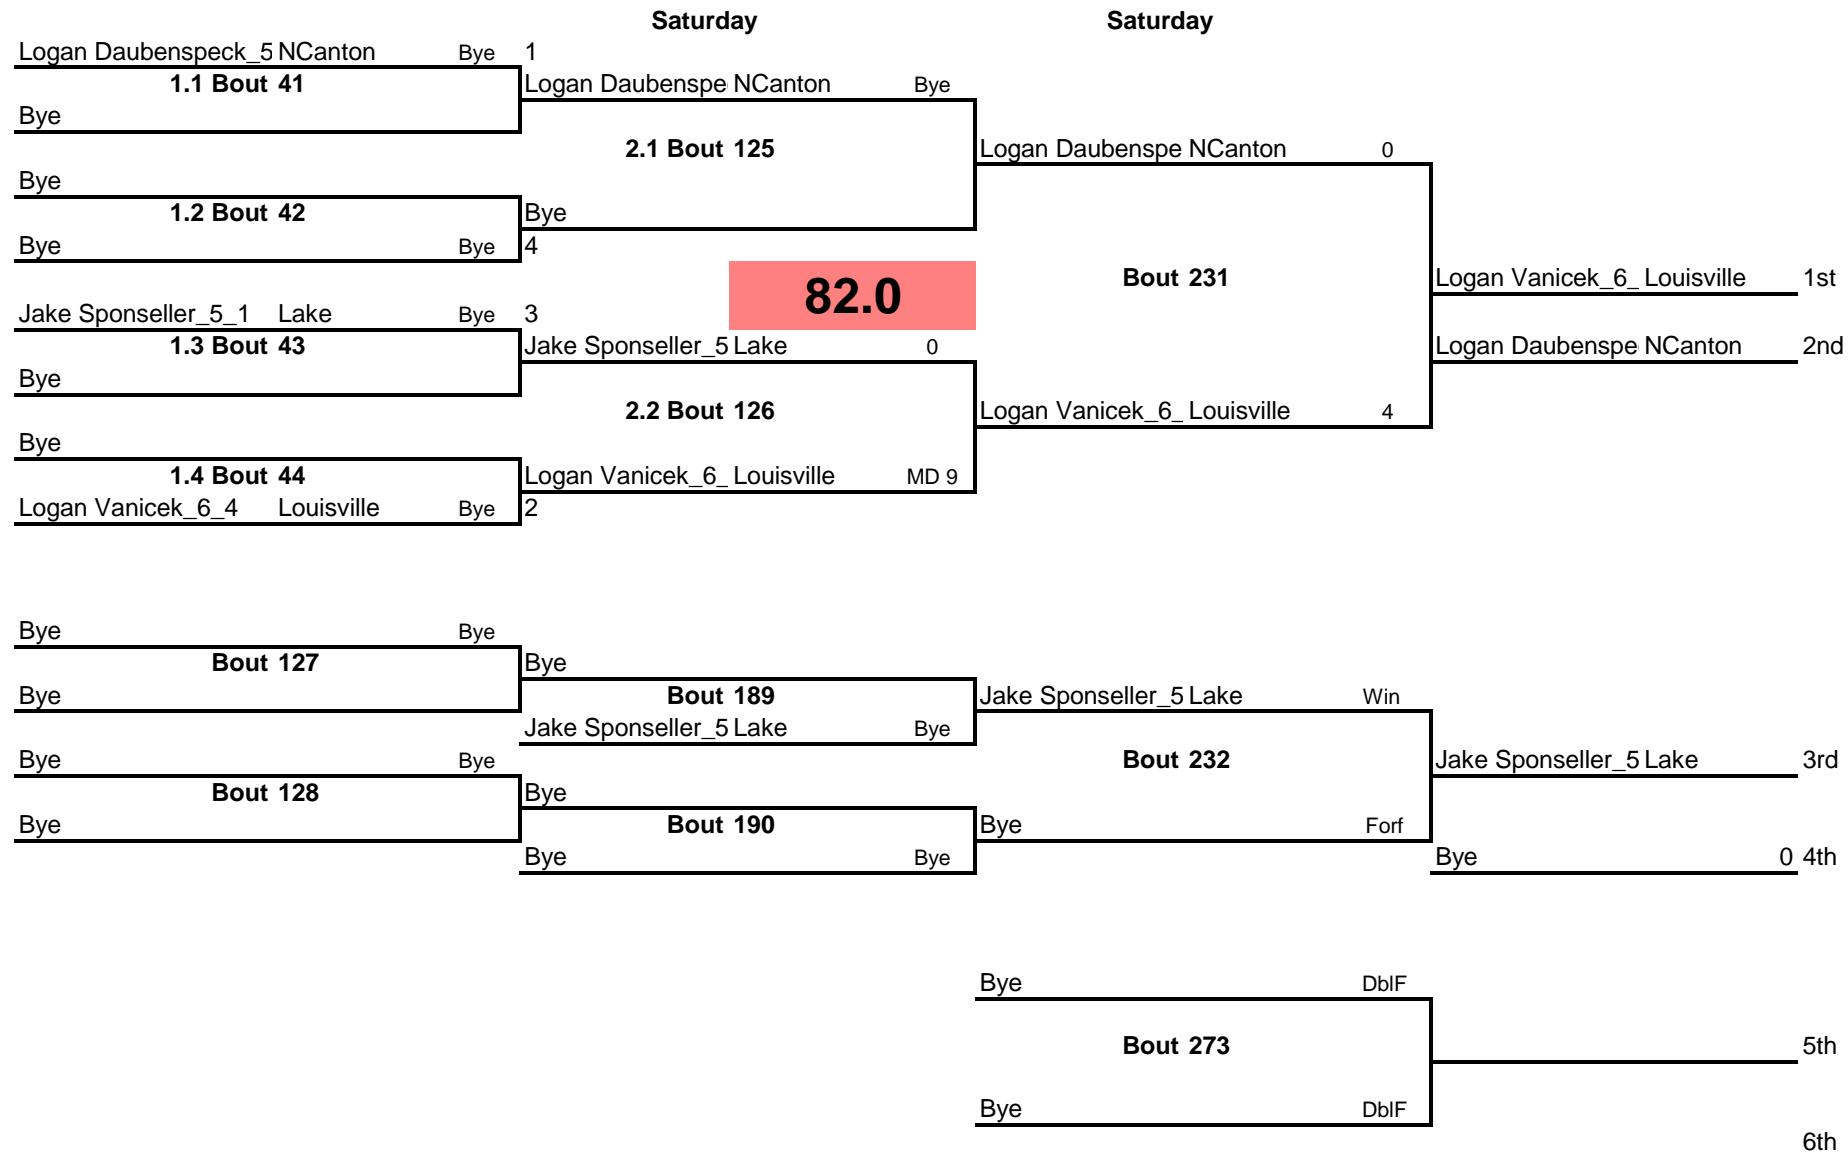 Saturday Saturday
Logan Daubenspeck_5 NCanton Bye 1
1.1 Bout 41 Logan Daubenspe NCanton Bye
Bye
2.1 Bout 125 Logan Daubenspe NCanton 0
Bye
1.2 Bout 42 Bye
Bye Bye 4
82.0 Bout 231 Logan Vanicek_6_ Louisville 1st
Jake Sponseller_5_1 Lake Bye 3
1.3 Bout 43 Jake Sponseller_5 Lake 0 Logan Daubenspe NCanton 2nd
Bye
2.2 Bout 126 Logan Vanicek_6_ Louisville 4
Bye
1.4 Bout 44 Logan Vanicek_6_ Louisville MD 9
Logan Vanicek_6_4 Louisville Bye 2
Bye Bye
Bout 127 Bye
Bye Bout 189 Jake Sponseller_5 Lake Win
Jake Sponseller_5 Lake Bye
Bye Bye Bout 232 Jake Sponseller_5 Lake 3rd
Bout 128 Bye
Bye Bout 190 Bye Forf
Bye Bye Bye 0 4th
Bye DblF
Bout 273 5th
Bye DblF
6th